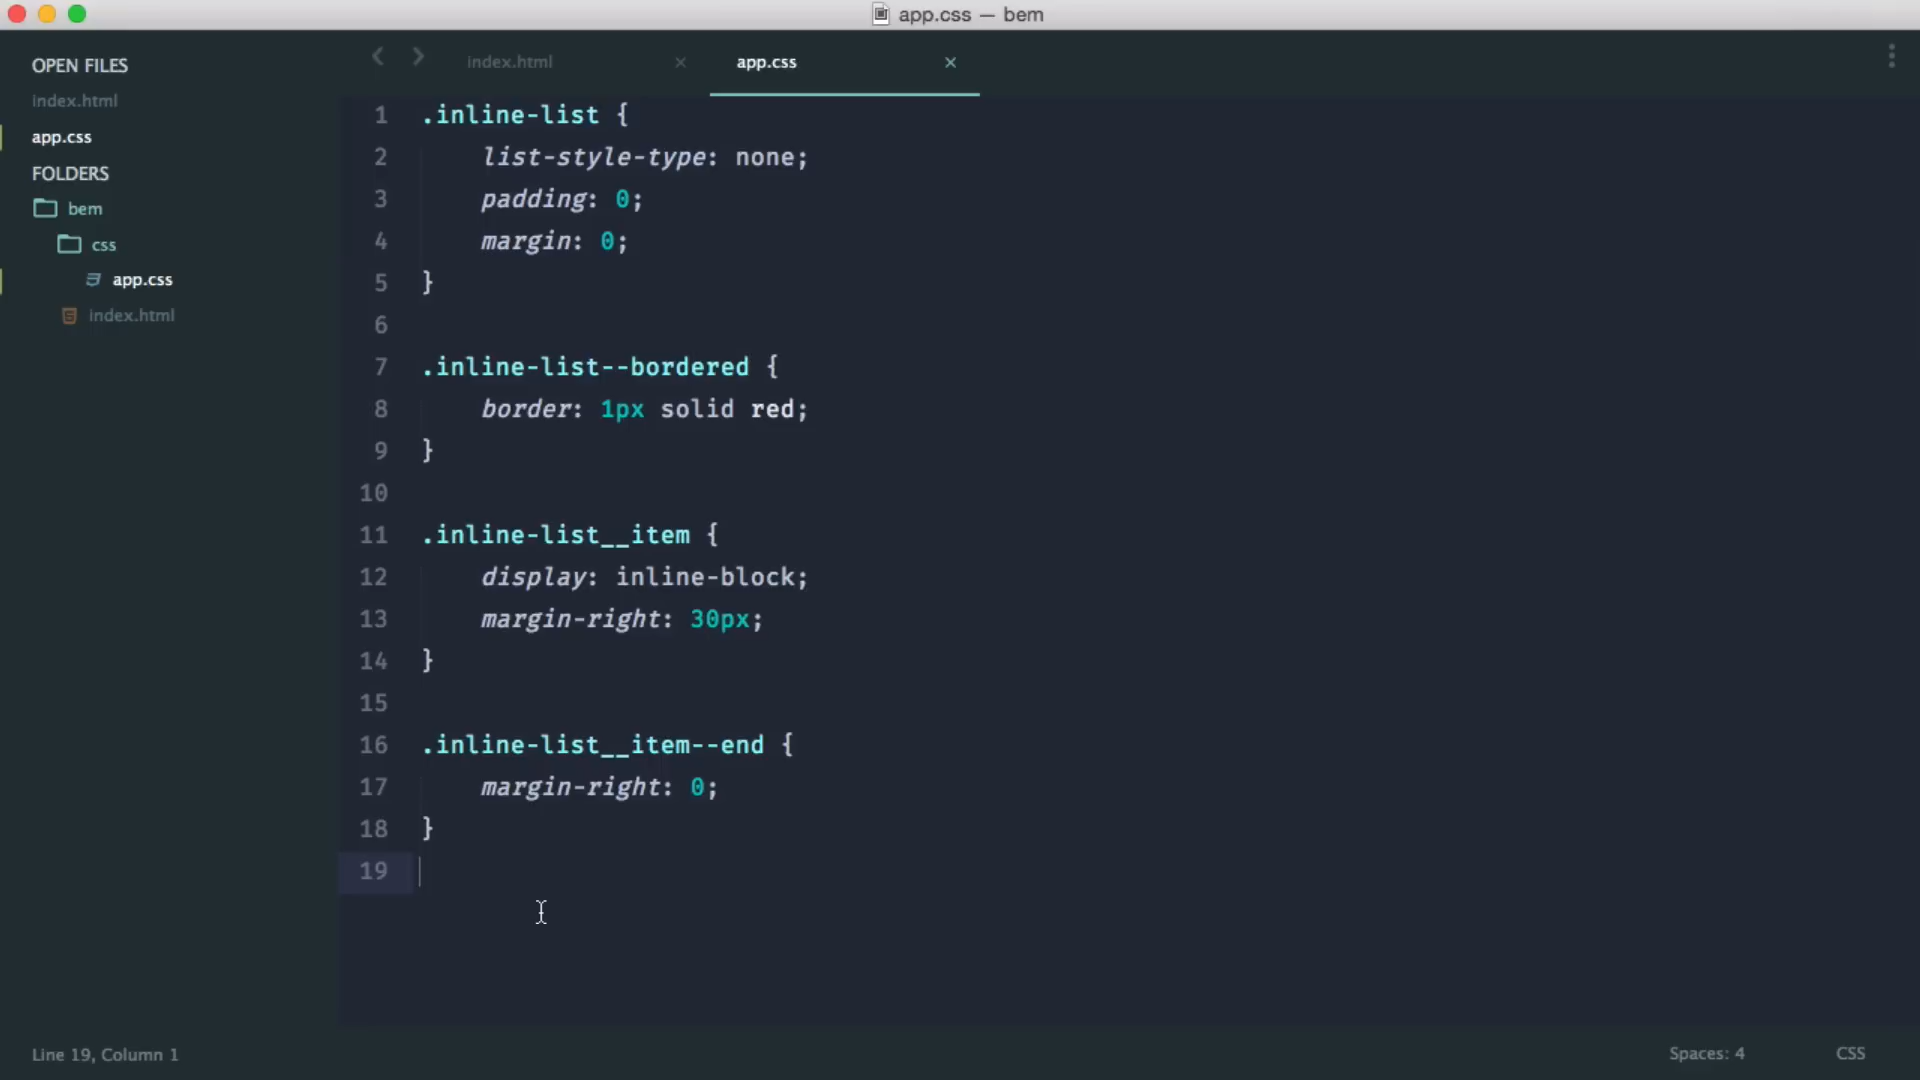 app.css — bem
OPEN FILES
index.html
app.css
FOLDERS
bem
css
app.css
index.html
index.html
app.css
1 .inline-list {
2     list-style-type: none;
3     padding: 0;
4     margin: 0;
5 }
6
7 .inline-list--bordered {
8     border: 1px solid red;
9 }
10
11 .inline-list__item {
12     display: inline-block;
13     margin-right: 30px;
14 }
15
16 .inline-list__item--end {
17     margin-right: 0;
18 }
19
Line 19, Column 1
Spaces: 4
CSS